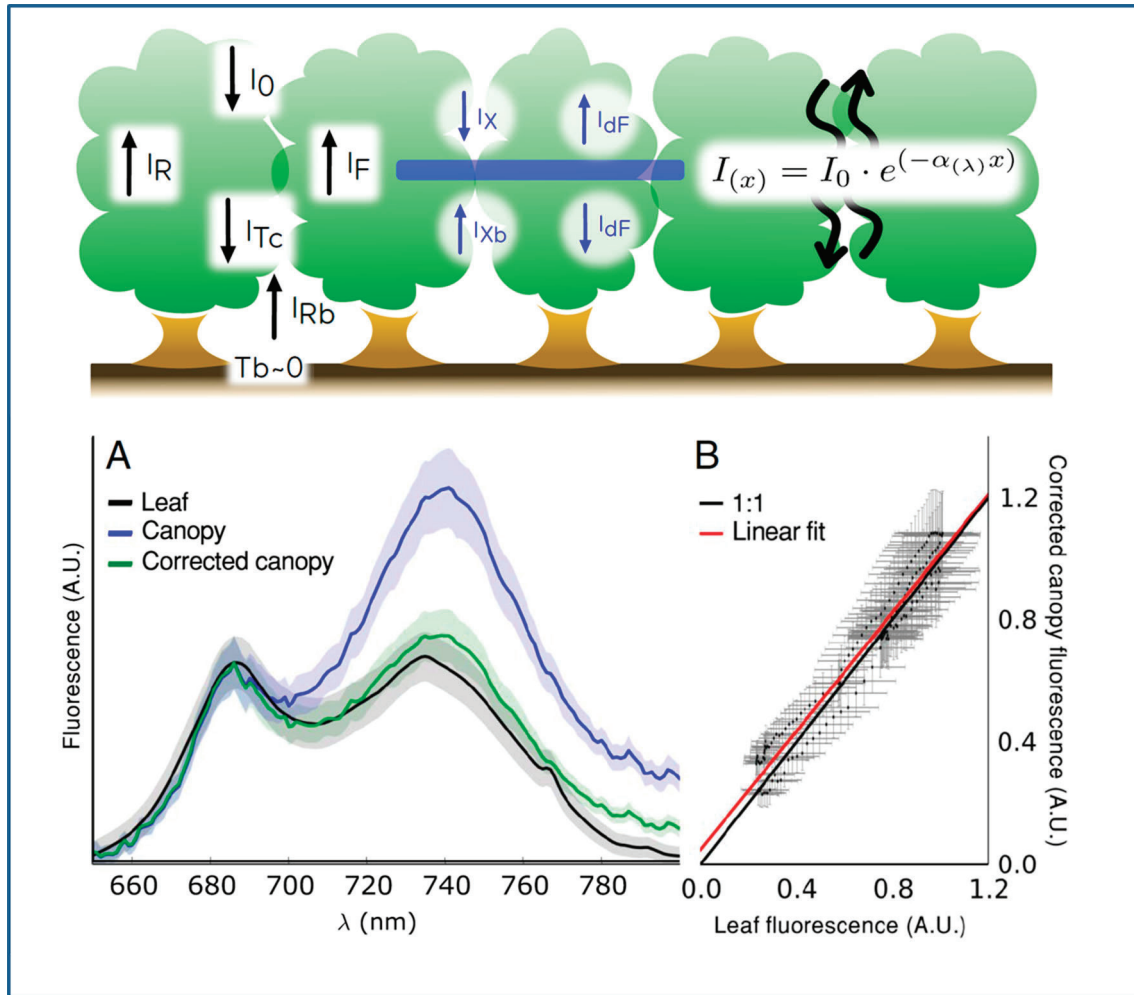 I0
IX
IdF
IR
IF
I(x) = I0 · e(-α(λ)x)
ITc
IXb
IdF
IRb
Tb~0
A
Leaf
Canopy
Corrected canopy
Fluorescence (A.U.)
660 680 700 720 740 760 780
λ (nm)
B
1:1
Linear fit
1.2
0.8
0.4
0.0
Corrected canopy fluorescence (A.U.)
0.0 0.4 0.8 1.2
Leaf fluorescence (A.U.)